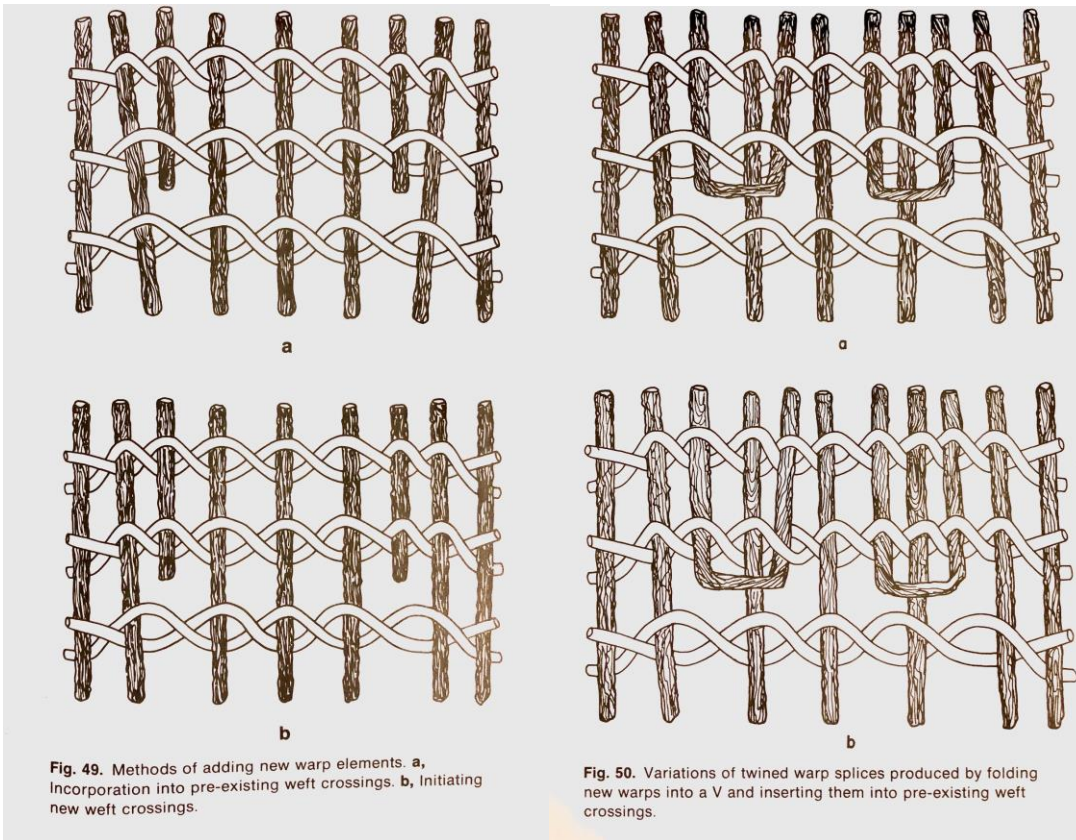 a
b
Fig. 49. Methods of adding new warp elements. a,
Incorporation into pre-existing weft crossings. b, Initiating
new weft crossings.
a
b
Fig. 50. Variations of twined warp splices produced by folding
new warps into a V and inserting them into pre-existing weft
crossings.